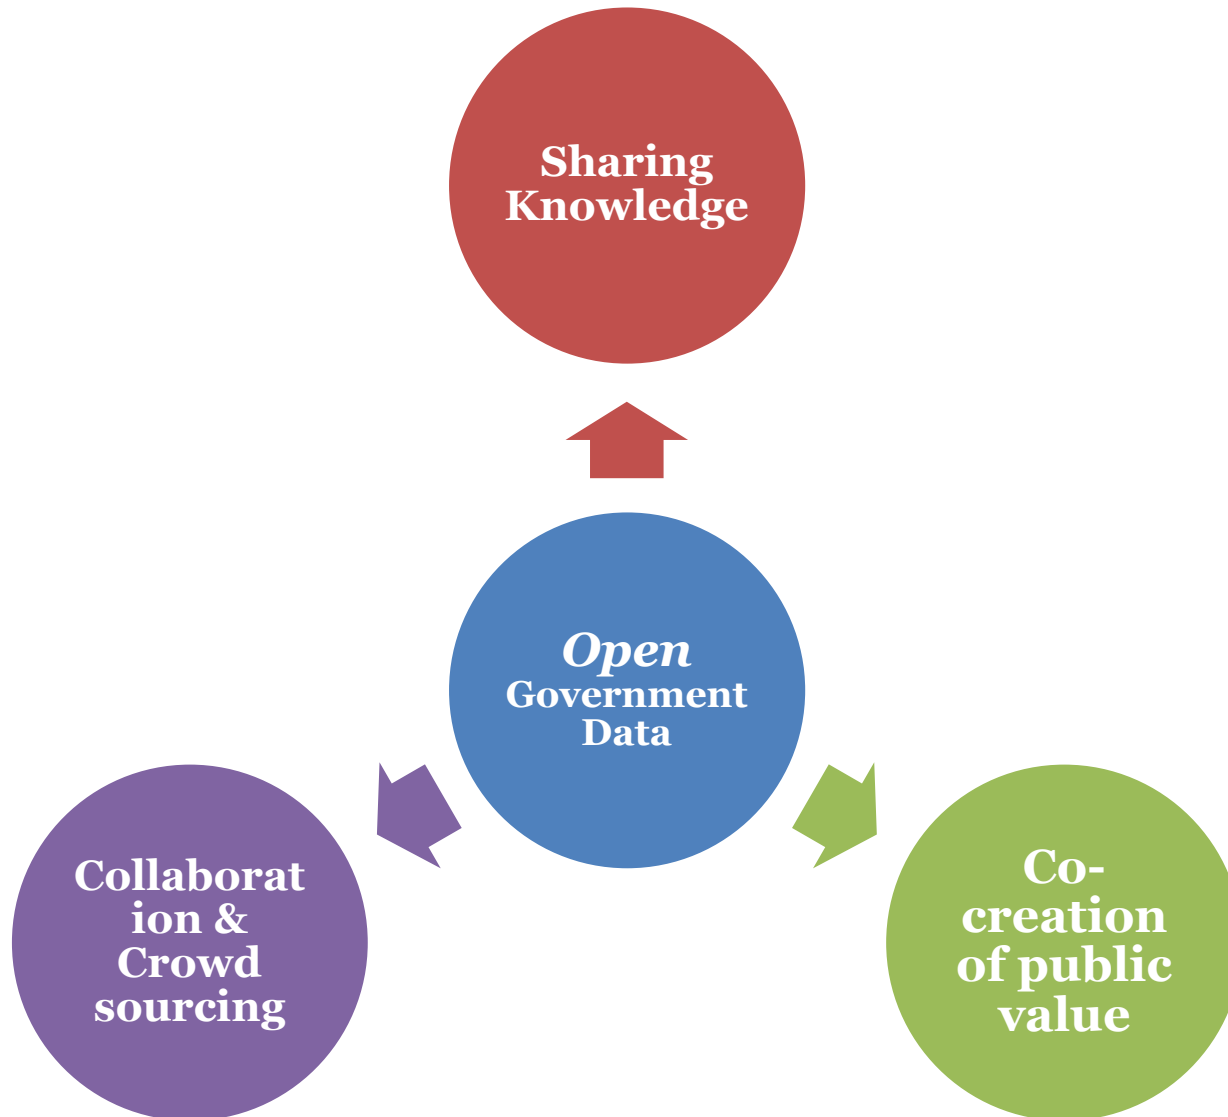 Sharing
Knowledge
Open
Government
Data
Collaborat
ion &
Crowd
sourcing
Co-
creation
of public
value